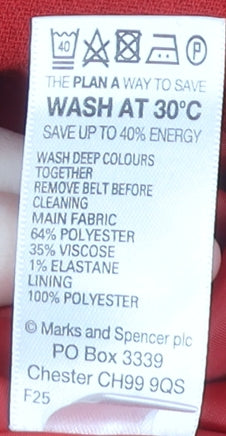 40 P
THE PLAN A WAY TO SAVE
WASH AT 30°C
SAVE UP TO 40% ENERGY
WASH DEEP COLOURS
TOGETHER
REMOVE BELT BEFORE
CLEANING
MAIN FABRIC
64% POLYESTER
35% VISCOSE
1% ELASTANE
LINING
100% POLYESTER
© Marks and Spencer plc
PO Box 3339
Chester CH99 9QS
F25